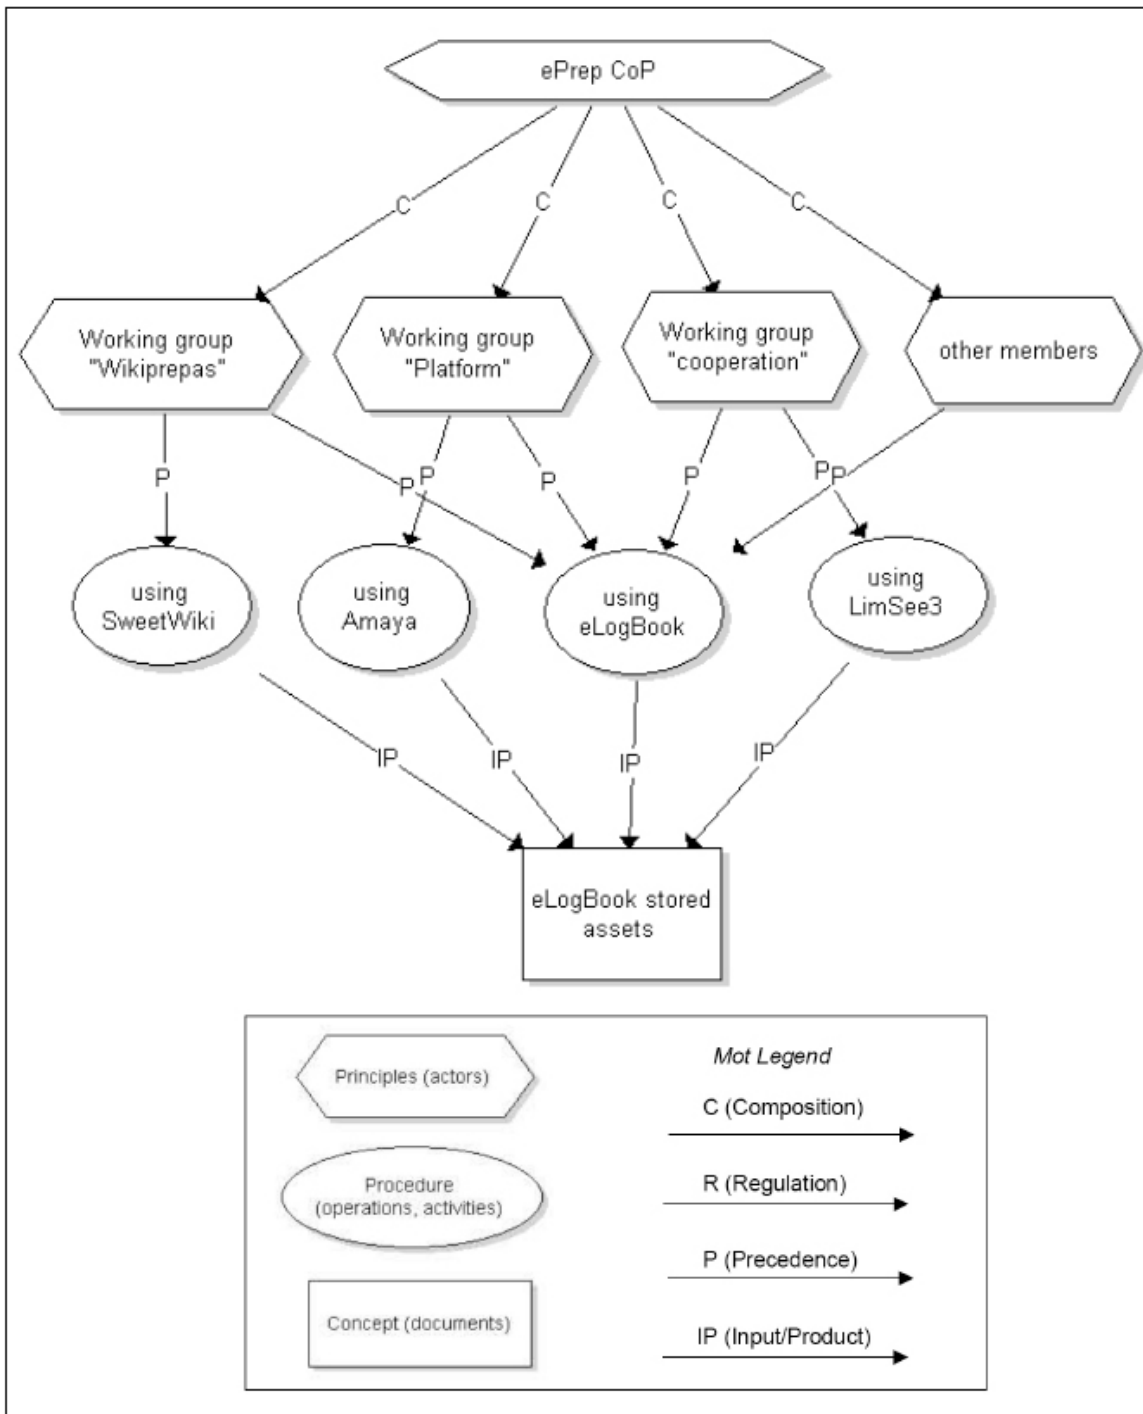 ePrep CoP
C
C
C
C
Working group
"Wikiprepas"
Working group
"Platform"
Working group
"cooperation"
other members
P
P
P
P
P
P
P
using
SweetWiki
using
Amaya
using
eLogBook
using
LimSee3
IP
IP
IP
IP
eLogBook stored
assets
Principles (actors)
Procedure
(operations, activities)
Concept (documents)
Mot Legend
C (Composition)
R (Regulation)
P (Precedence)
IP (Input/Product)